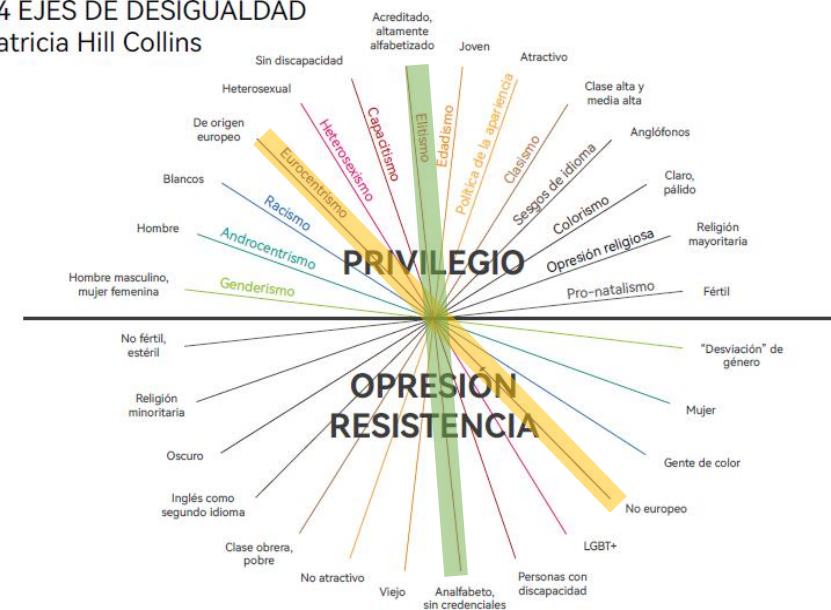 4 EJES DE DESIGUALDAD
atricia Hill Collins
Acreditado,
altamente
alfabetizado
Joven
Atractivo
Sin discapacidad
Heterosexual
Clase alta y
media alta
De origen
europeo
Anglófonos
Blancos
Claro,
pálido
Hombre
Religión
mayoritaria
Hombre masculino,
mujer femenina
Fértil
Genderismo
Androcentrismo
Racismo
Eurocentrismo
Heterosexismo
Capacitismo
Elitismo
Edadismo
Política de la apariencia
Clasismo
Sesgos de idioma
Colorismo
Opresión religiosa
Pro-natalismo
PRIVILEGIO
OPRESIÓN
RESISTENCIA
No fértil,
estéril
Religión
minoritaria
Oscuro
Inglés como
segundo idioma
Clase obrera,
pobre
No atractivo
Viejo
Analfabeto,
sin credenciales
Personas con
discapacidad
LGBT+
No europeo
Gente de color
Mujer
"Desviación" de
género